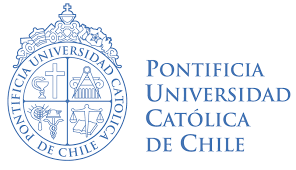 PONTIFICIA UNIVERSIDAD CATOLICA DE CHILE
PONTIFICIA
UNIVERSIDAD
CATÓLICA
DE CHILE